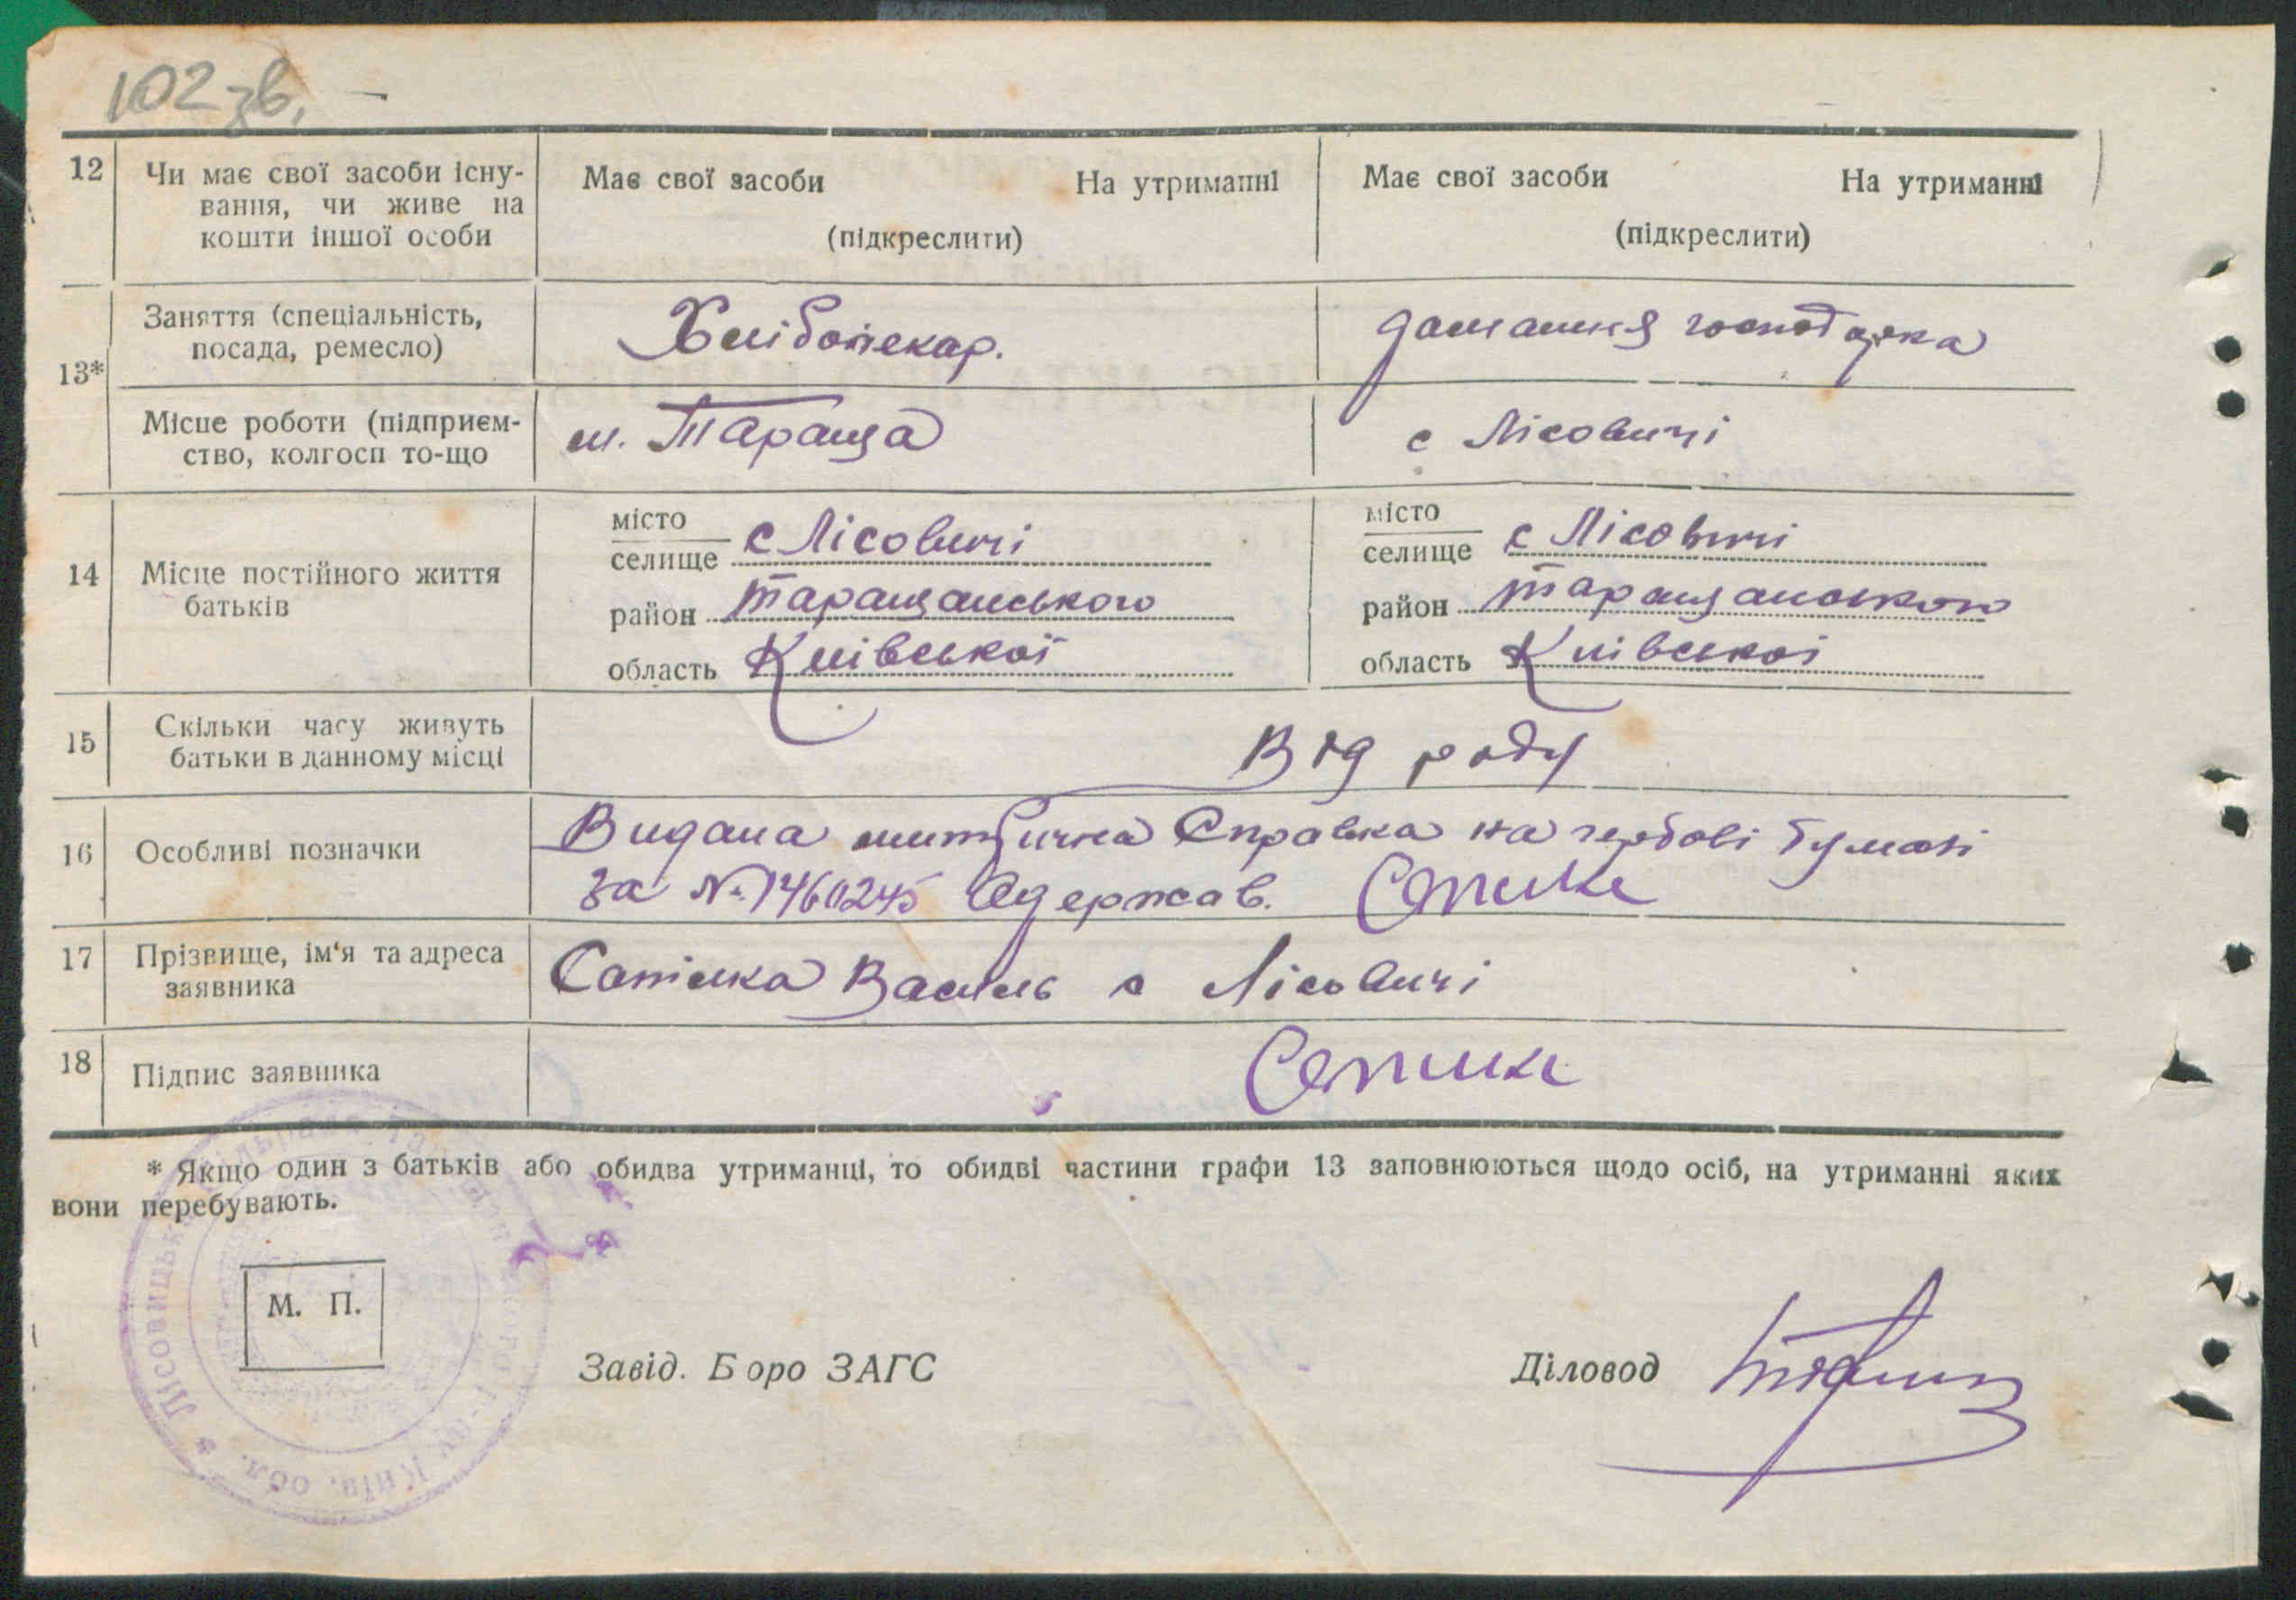 102 зв.
12 Чи має свої засоби існу- Має свої засоби На утриманні Має свої засоби На утриманні
вання, чи живе на
кошти іншої особи (підкреслити) (підкреслити)
13* Заняття (спеціальність, Хлібопекар. домашня господарка
посада, ремесло)
Місце роботи (підприєм- м. Тараща с Лісовичі
ство, колгосп то-що
14 Місце постійного життя батьків
місто
селище с Лісовичі
район Таращанського
область Київської
місто
селище с Лісовичі
район Таращанського
область Київської
15 Скільки часу живуть Від роду
батьки в данному місці
16 Особливі позначки Видана Справка на гербові бумазі
за № 1460245 Одержав.
17 Прізвище, ім'я та адреса Сапілка Василь с Лісовичі
заявника
18 Підпис заявника
* Якщо один з батьків або обидва утриманці, то обидві частини графи 13 заповнюються щодо осіб, на утриманні яких
вони перебувають.
М. П.
Завід. Б оро ЗАГС Діловод